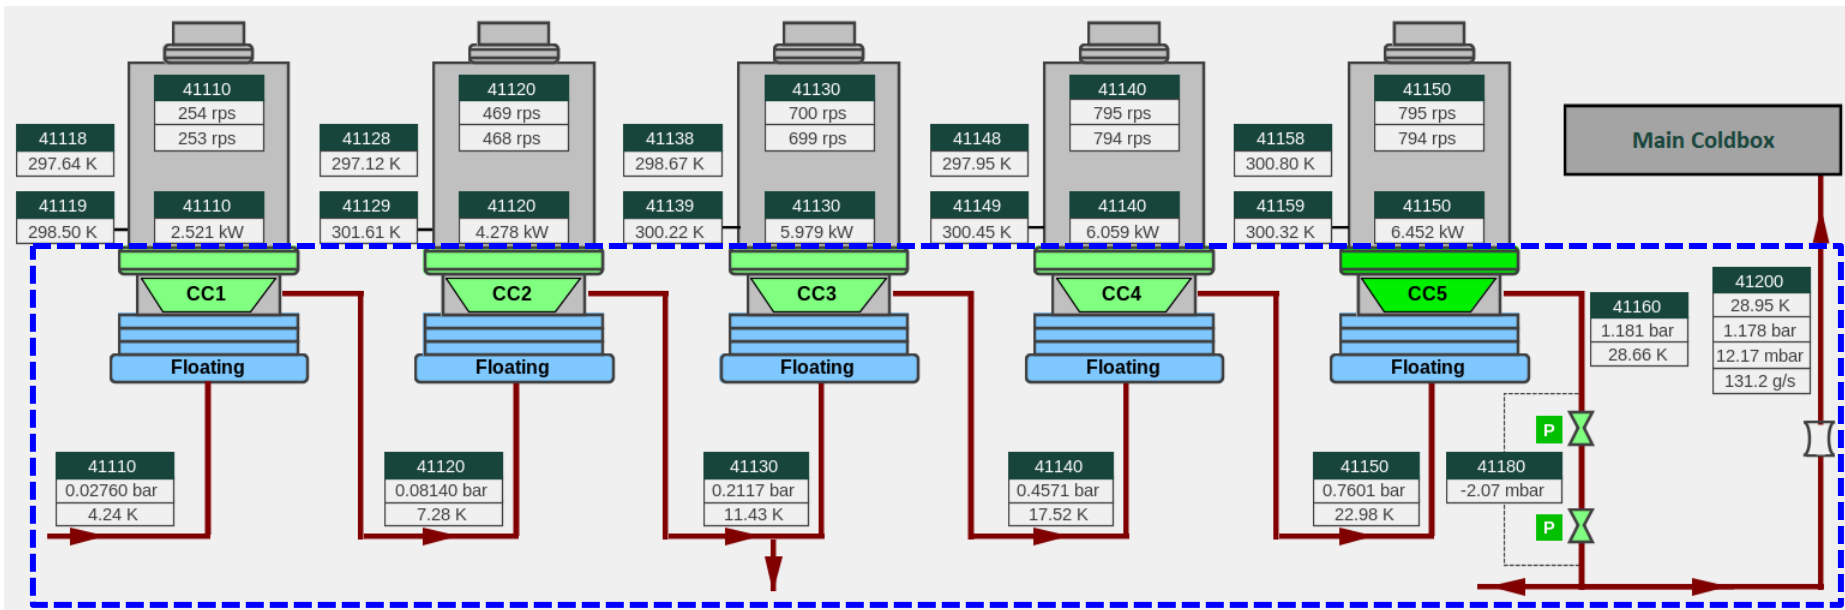 41110
254 rps
253 rps
41120
469 rps
468 rps
41130
700 rps
699 rps
41140
795 rps
794 rps
41150
795 rps
794 rps
41118
297.64 K
41128
297.12 K
41138
298.67 K
41148
297.95 K
41158
300.80 K
Main Coldbox
41119
298.50 K
41110
2.521 kW
41129
301.61 K
41120
4.278 kW
41139
300.22 K
41130
5.979 kW
41149
300.45 K
41140
6.059 kW
41159
300.32 K
41150
6.452 kW
CC1
CC2
CC3
CC4
CC5
41160
1.181 bar
28.66 K
41200
28.95 K
1.178 bar
12.17 mbar
131.2 g/s
Floating
Floating
Floating
Floating
Floating
P
41110
0.02760 bar
4.24 K
41120
0.08140 bar
7.28 K
41130
0.2117 bar
11.43 K
41140
0.4571 bar
17.52 K
41150
0.7601 bar
22.98 K
41180
-2.07 mbar
P